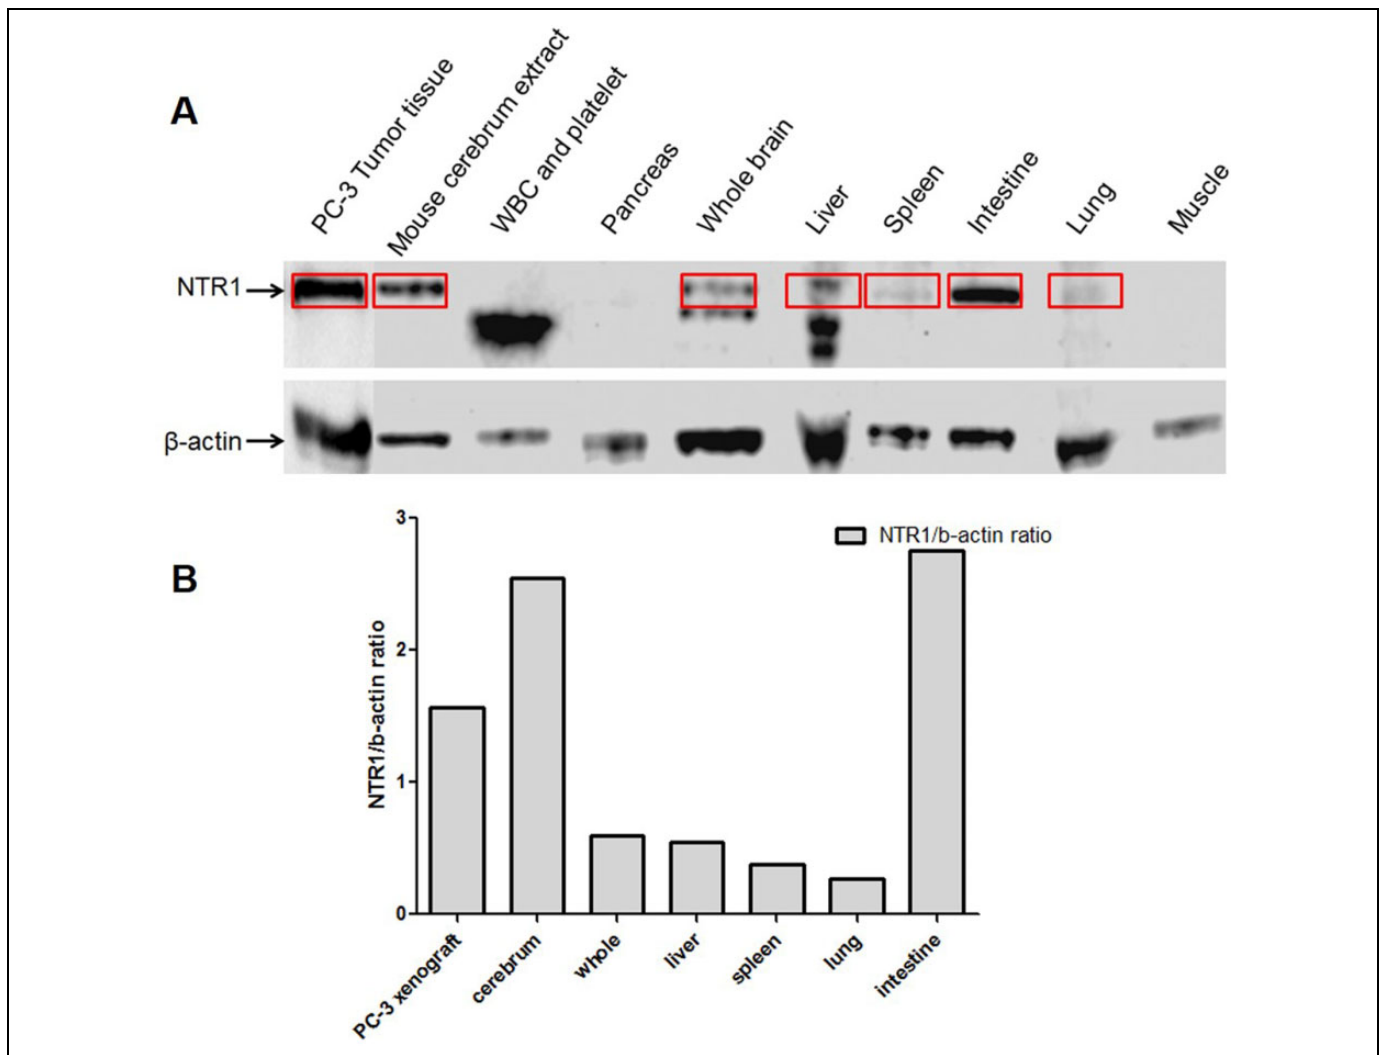 A
PC-3 Tumor tissue
Mouse cerebrum extract
WBC and platelet
Pancreas
Whole brain
Liver
Spleen
Intestine
Lung
Muscle
NTR1
β-actin
B
NTR1/b-actin ratio
3
2
1
0
NTR1/b-actin ratio
PC-3 xenograft
cerebrum
whole
liver
spleen
lung
intestine